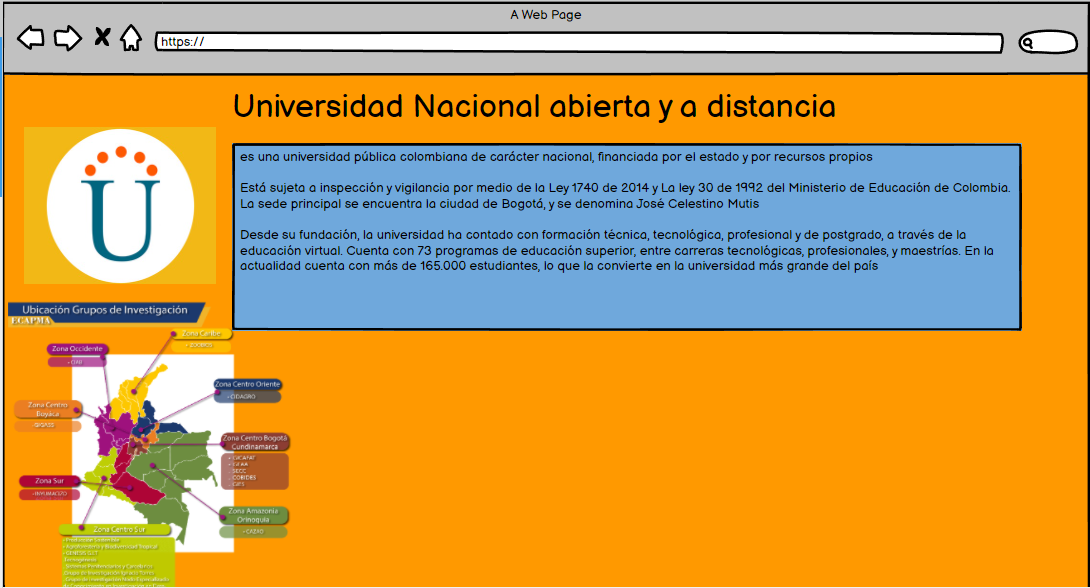 A Web Page
https://
Universidad Nacional abierta y a distancia
U
es una universidad pública colombiana de carácter nacional, financiada por el estado y por recursos propios
Está sujeta a inspección y vigilancia por medio de la Ley 1740 de 2014 y La ley 30 de 1992 del Ministerio de Educación de Colombia.
La sede principal se encuentra la ciudad de Bogotá, y se denomina José Celestino Mutis
Desde su fundación, la universidad ha contado con formación técnica, tecnológica, profesional y de postgrado, a través de la
educación virtual. Cuenta con 73 programas de educación superior, entre carreras tecnológicas, profesionales, y maestrías. En la
actualidad cuenta con más de 165.000 estudiantes, lo que la convierte en la universidad más grande del país
Ubicación Grupos de Investigación
ECAPMA
Zona Caribe
Zona Occidente
Zona Centro Oriente
• CIDAGRO
Zona Centro
Boyaca
Zona Centro Bogotá
Cundinamarca
Zona Sur
Zona Amazonia
Orinoquia
Zona Centro Sur